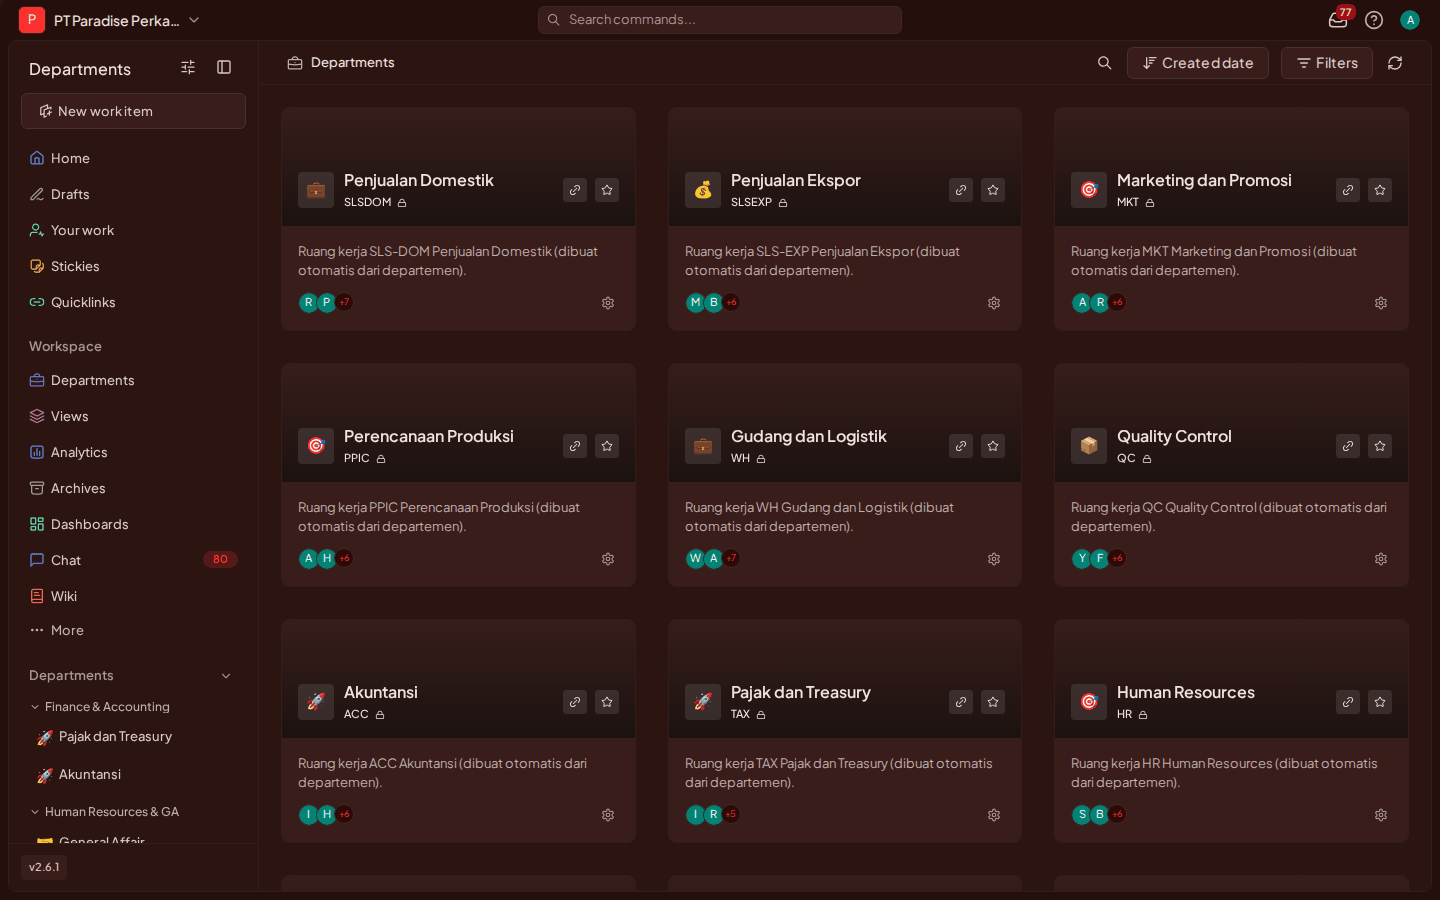 P PT Paradise Perka...
Search commands...
77
A
Departments
New work item
Home
Drafts
Your work
Stickies
Quicklinks
Workspace
Departments
Views
Analytics
Archives
Dashboards
Chat 80
Wiki
More
Departments
Finance & Accounting
Pajak dan Treasury
Akuntansi
Human Resources & GA
General Affair
v2.6.1
Departments
Created date
Filters
Penjualan Domestik
SLSDOM
Ruang kerja SLS-DOM Penjualan Domestik (dibuat
otomatis dari departemen).
R P +7
Penjualan Ekspor
SLSEXP
Ruang kerja SLS-EXP Penjualan Ekspor (dibuat
otomatis dari departemen).
M B +6
Marketing dan Promosi
MKT
Ruang kerja MKT Marketing dan Promosi (dibuat
otomatis dari departemen).
A R +6
Perencanaan Produksi
PPIC
Ruang kerja PPIC Perencanaan Produksi (dibuat
otomatis dari departemen).
A H +6
Gudang dan Logistik
WH
Ruang kerja WH Gudang dan Logistik (dibuat
otomatis dari departemen).
W A +7
Quality Control
QC
Ruang kerja QC Quality Control (dibuat otomatis dari
departemen).
Y F +6
Akuntansi
ACC
Ruang kerja ACC Akuntansi (dibuat otomatis dari
departemen).
I H +6
Pajak dan Treasury
TAX
Ruang kerja TAX Pajak dan Treasury (dibuat otomatis
dari departemen).
I R +5
Human Resources
HR
Ruang kerja HR Human Resources (dibuat otomatis
dari departemen).
S B +6